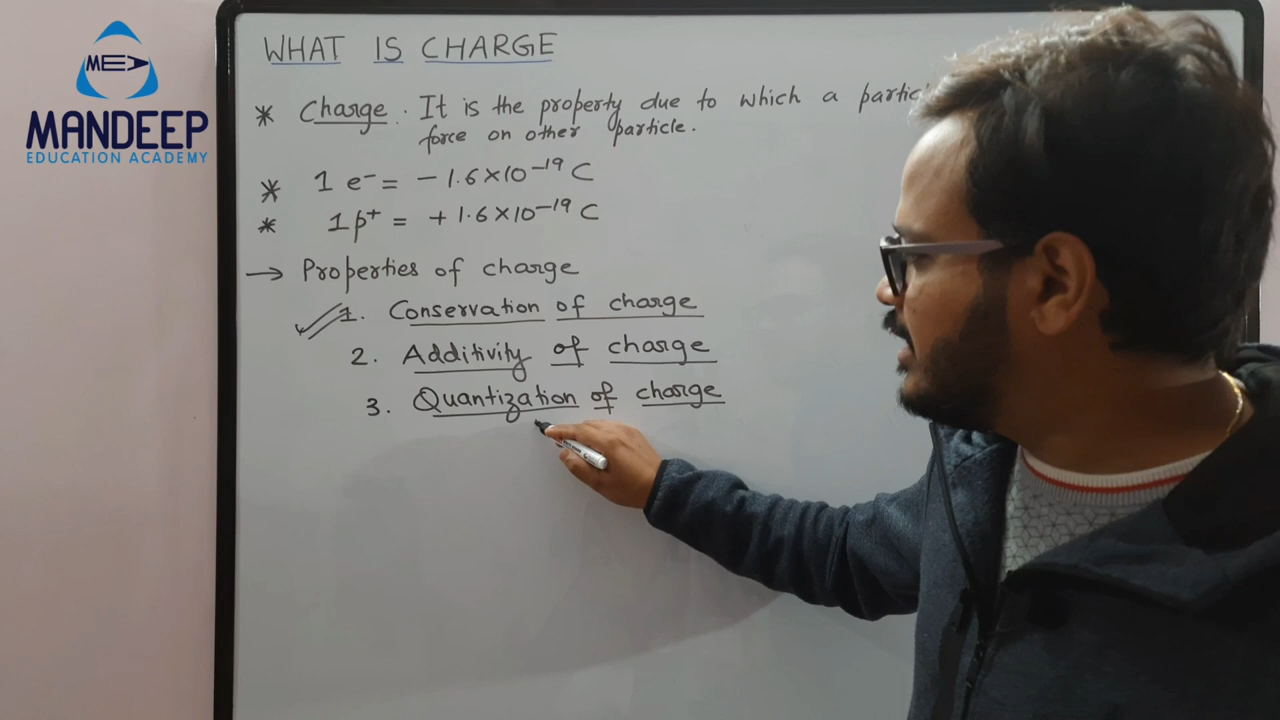 MEA
MANDEEP
EDUCATION ACADEMY
WHAT IS CHARGE
* Charge. It is the property due to which a
force on other particle.
* 1 e⁻ = -1.6×10⁻¹⁹ C
* 1p⁺ = +1.6×10⁻¹⁹ C
→ Properties of charge
1. Conservation of charge
2. Additivity of charge
3. Quantization of charge